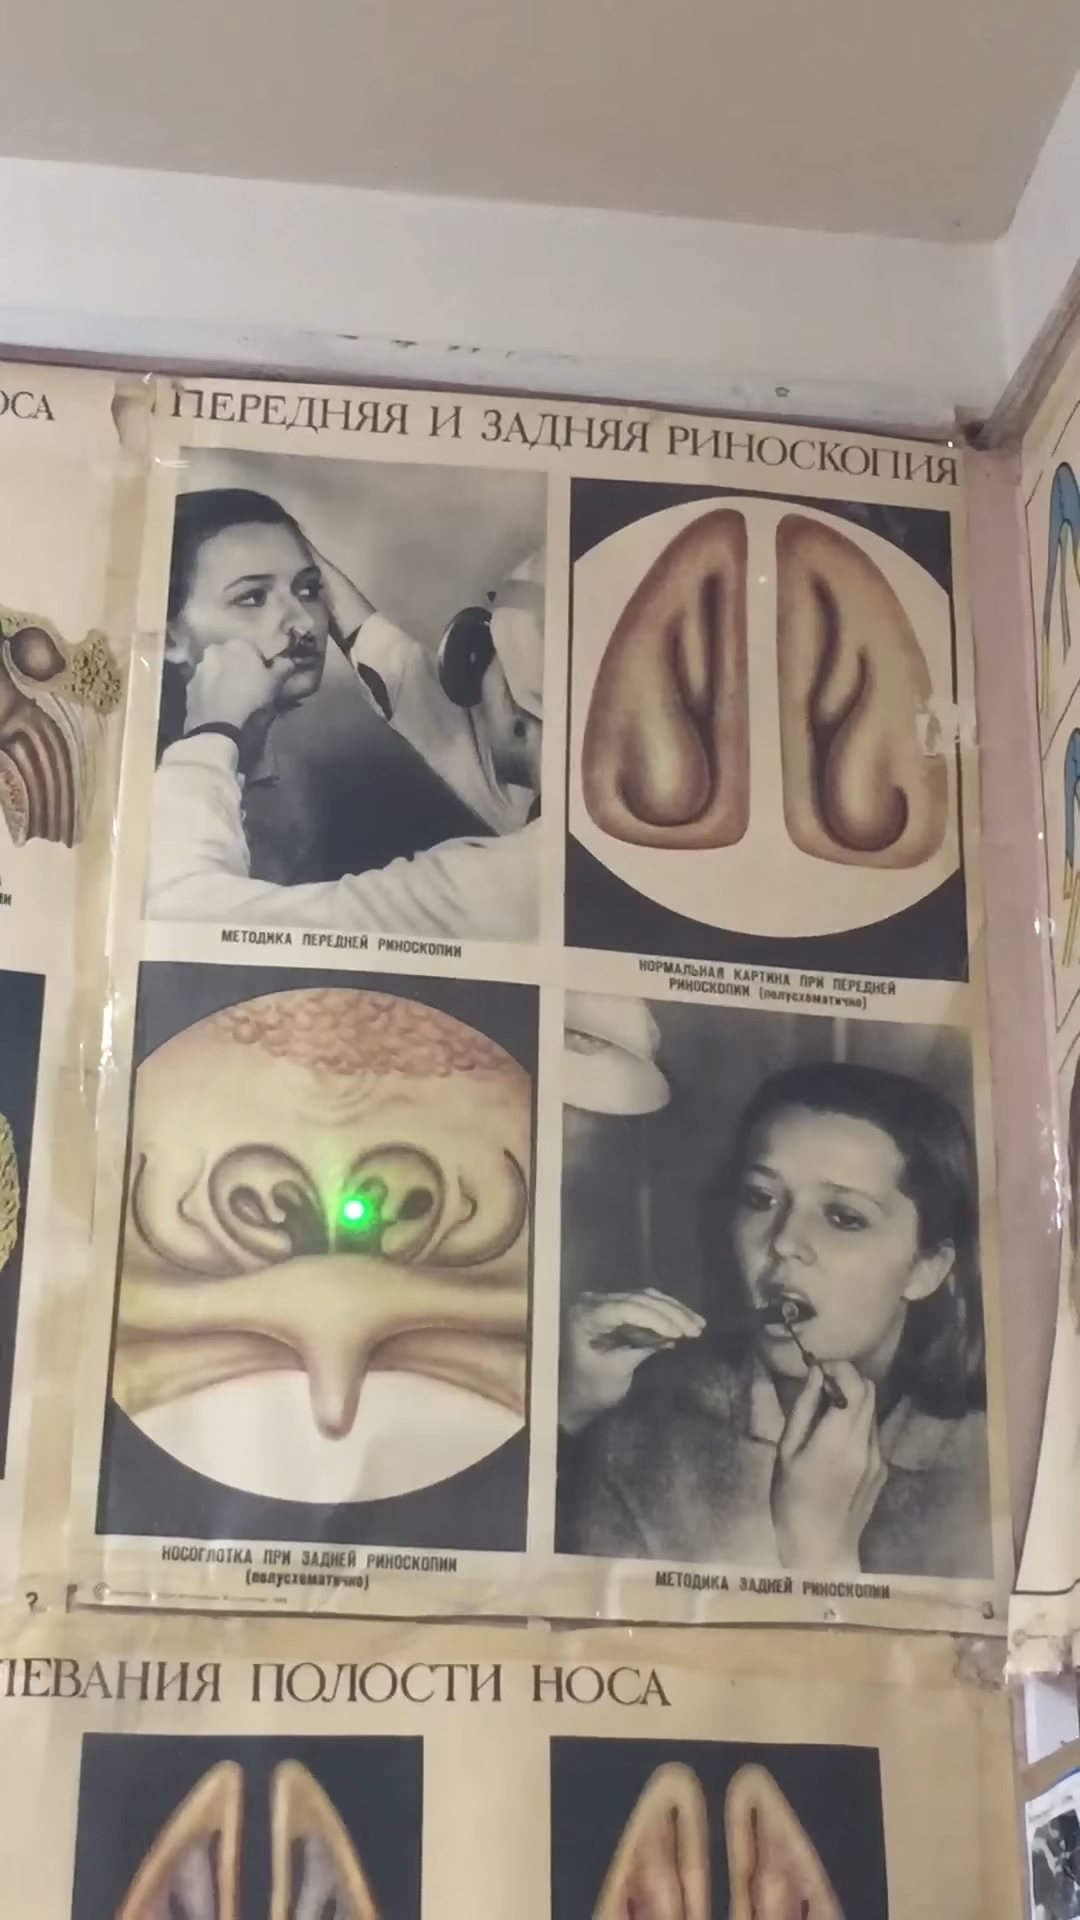 ОСА
ПЕРЕДНЯЯ И ЗАДНЯЯ РИНОСКОПИЯ
МЕТОДИКА ПЕРЕДНЕЙ РИНОСКОПИИ
НОРМАЛЬНАЯ КАРТИНА ПРИ ПЕРЕДНЕЙ
РИНОСКОПИИ (полусхематично)
НОСОГЛОТКА ПРИ ЗАДНЕЙ РИНОСКОПИИ
(полусхематично)
МЕТОДИКА ЗАДНЕЙ РИНОСКОПИИ
2
3
ЛЕВАНИЯ ПОЛОСТИ НОСА